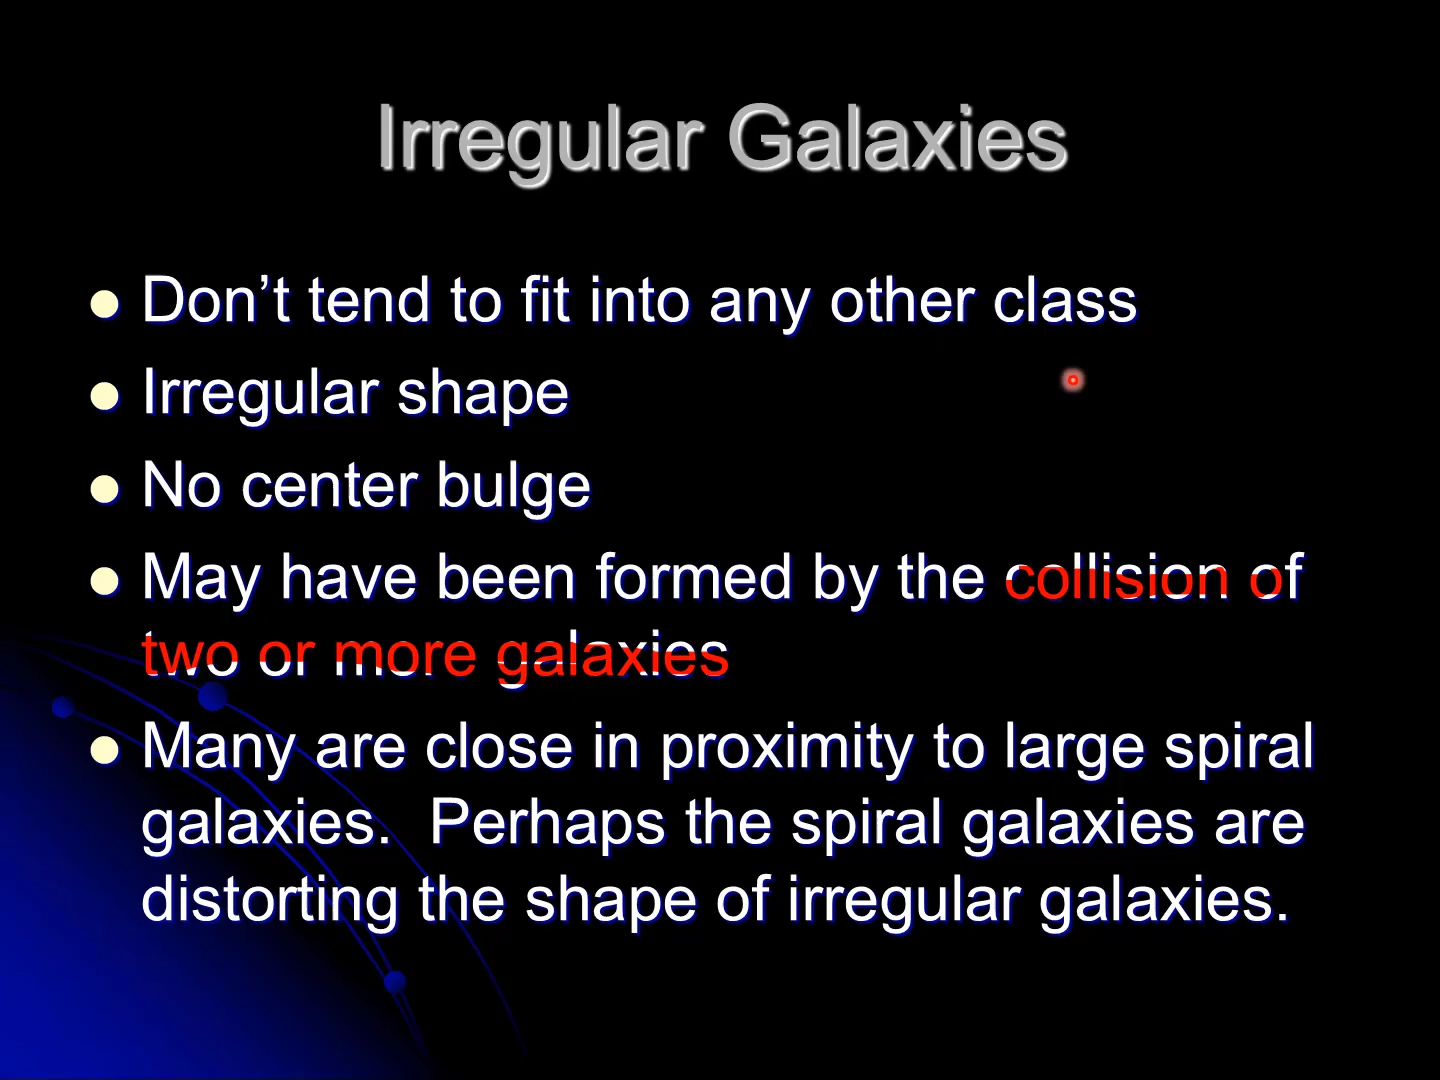 Irregular Galaxies
Don’t tend to fit into any other class
Irregular shape
No center bulge
May have been formed by the collision of
two or more galaxies
Many are close in proximity to large spiral
galaxies.  Perhaps the spiral galaxies are
distorting the shape of irregular galaxies.